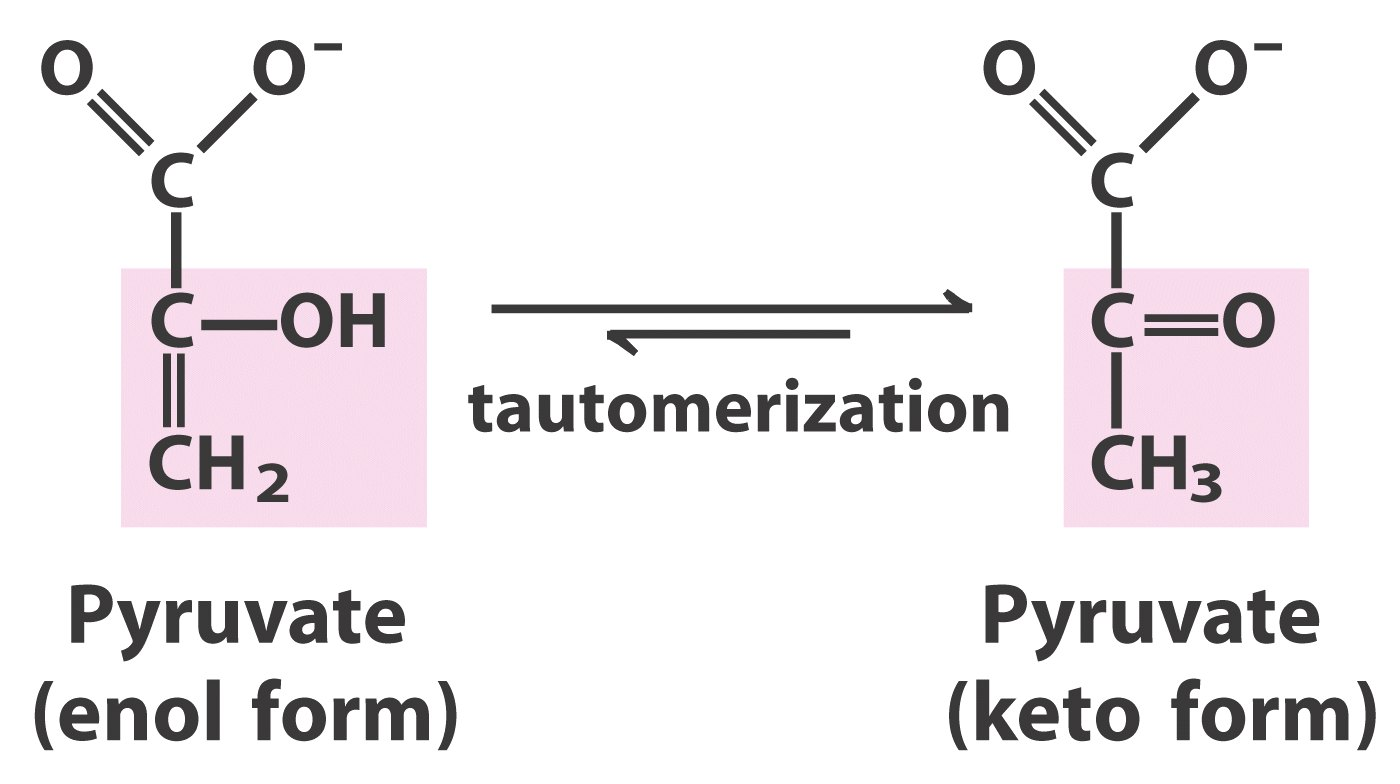 O O⁻ O O⁻
C C
C OH C O
tautomerization
CH₂ CH₃
Pyruvate Pyruvate
(enol form) (keto form)